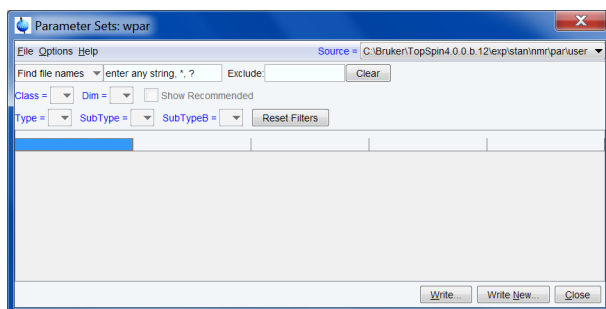 Parameter Sets: wpar
File Options Help Source = C:\Bruker\TopSpin4.0.0.b.12\exp\stan\nmr\par\user
Find file names enter any string, *, ? Exclude: Clear
Class = Dim = Show Recommended
Type = SubType = SubTypeB = Reset Filters
Write... Write New... Close